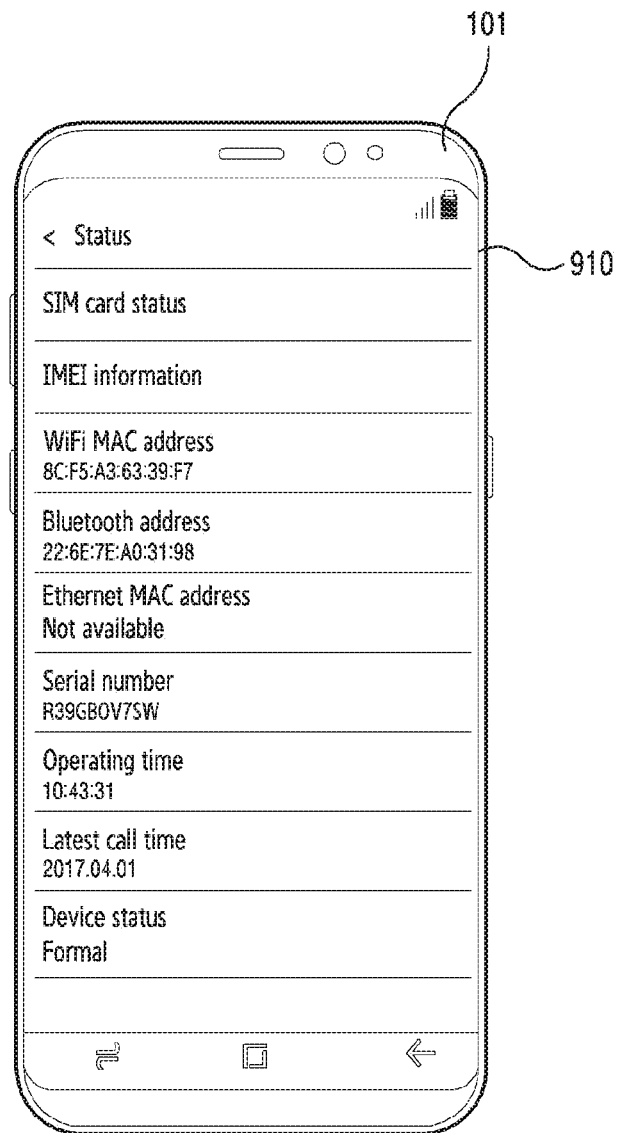 101
< Status
910
SIM card status
IMEI information
WiFi MAC address
8C:F5:A3:63:39:F7
Bluetooth address
22:6E:7E:A0:31:98
Ethernet MAC address
Not available
Serial number
R39GBOV7SW
Operating time
10:43:31
Latest call time
2017.04.01
Device status
Formal